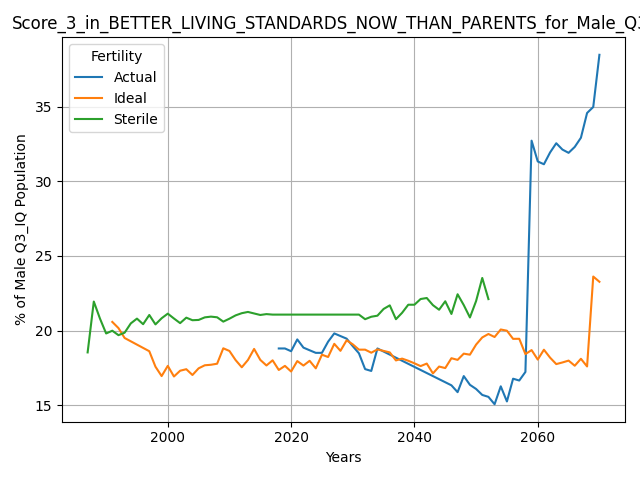 Score_3_in_BETTER_LIVING_STANDARDS_NOW_THAN_PARENTS_for_Male_Q3
Fertility
Actual
Ideal
Sterile
% of Male Q3_IQ Population
35
30
25
20
15
2000
2020
2040
2060
Years